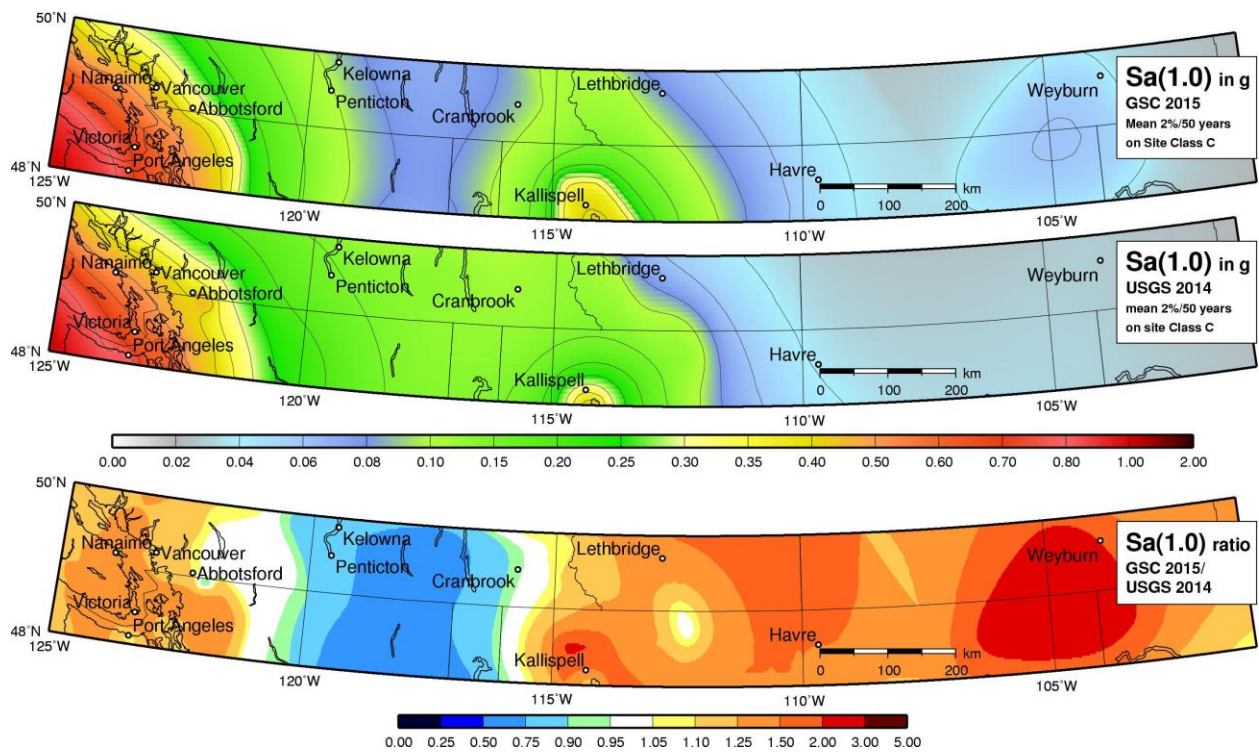 50˚N
Nanaimo
Vancouver
Abbotsford
Victoria
Port Angeles
48˚N
125˚W
Kelowna
Penticton
Cranbrook
Lethbridge
Kallispell
Havre
Weyburn
120˚W
115˚W
110˚W
105˚W
km
0 100 200
Sa(1.0) in g
GSC 2015
Mean 2%/50 years
on Site Class C
50˚N
Nanaimo
Vancouver
Abbotsford
Victoria
Port Angeles
48˚N
125˚W
Kelowna
Penticton
Cranbrook
Lethbridge
Kallispell
Havre
Weyburn
120˚W
115˚W
110˚W
105˚W
km
0 100 200
Sa(1.0) in g
USGS 2014
mean 2%/50 years
on site Class C
0.00 0.02 0.04 0.06 0.08 0.10 0.15 0.20 0.25 0.30 0.35 0.40 0.50 0.60 0.70 0.80 1.00 2.00
50˚N
Nanaimo
Vancouver
Abbotsford
Victoria
Port Angeles
48˚N
125˚W
Kelowna
Penticton
Cranbrook
Lethbridge
Kallispell
Havre
Weyburn
120˚W
115˚W
110˚W
105˚W
km
0 100 200
Sa(1.0) ratio
GSC 2015/
USGS 2014
0.00 0.25 0.50 0.75 0.90 0.95 1.05 1.10 1.25 1.50 2.00 3.00 5.00